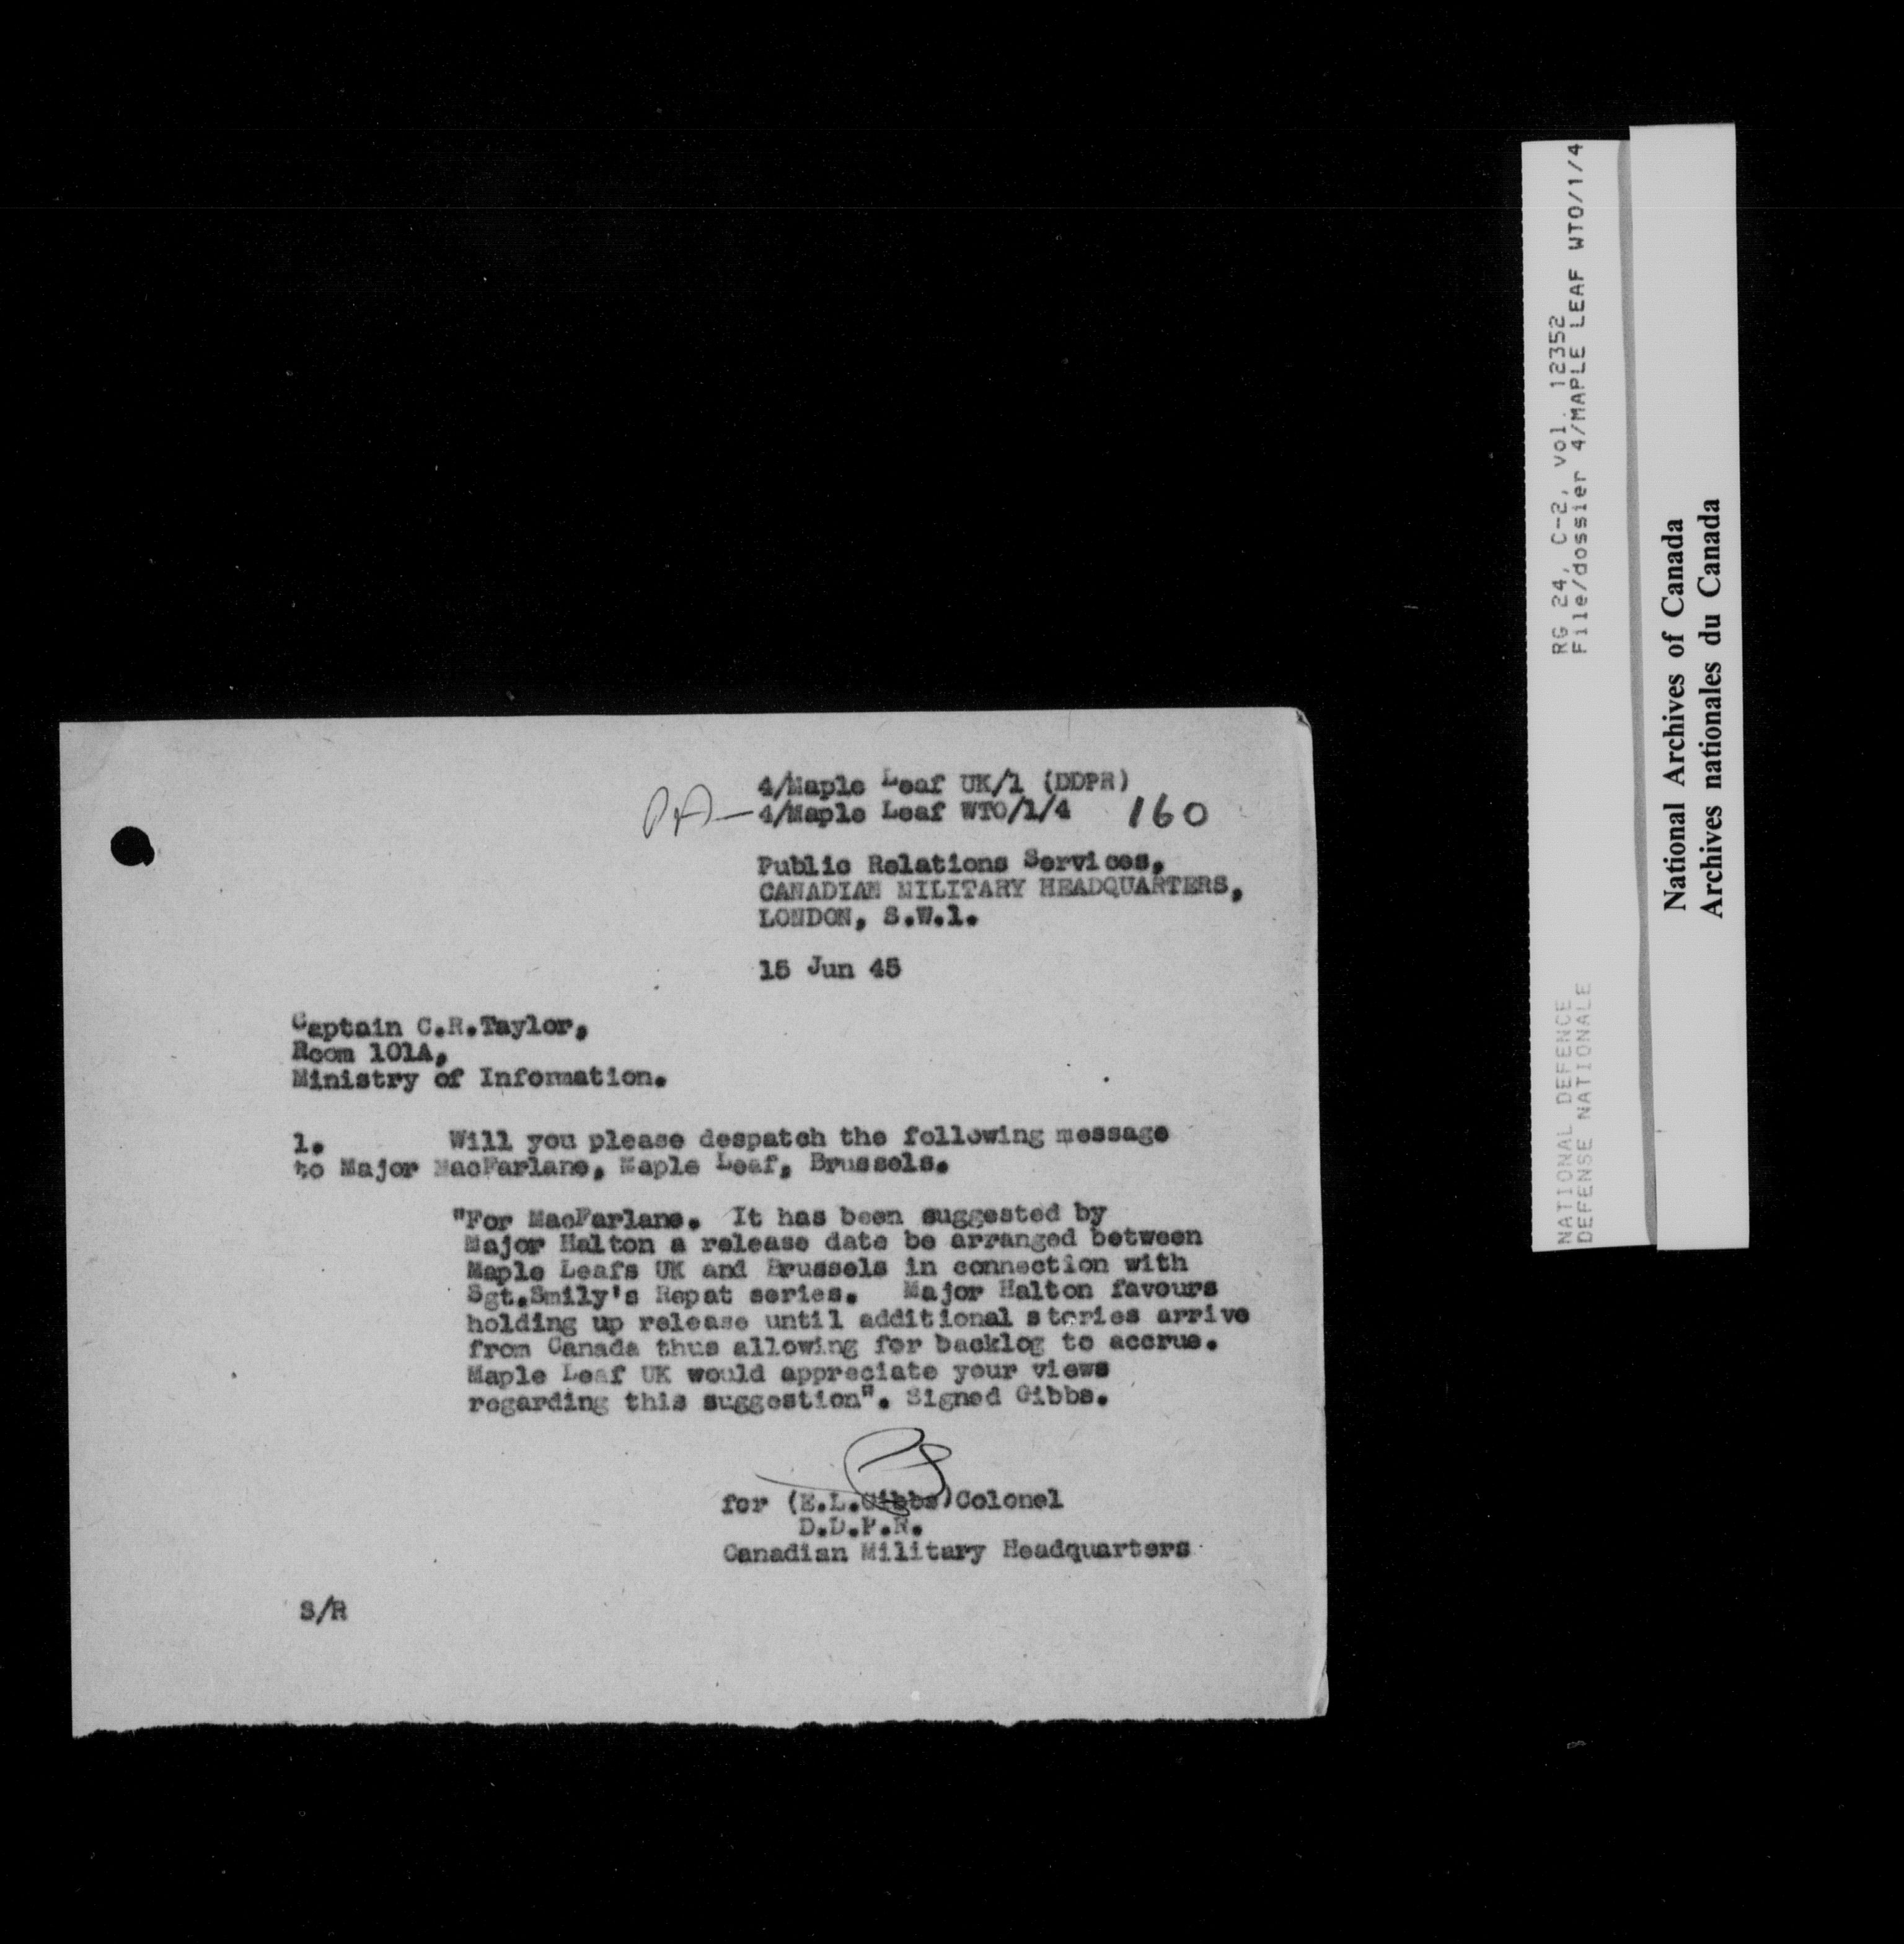 4/Maple Leaf UK/1 (DDPR)
PA— 4/Maple Leaf WTO/1/4 160
Public Relations Services,
CANADIAN MILITARY HEADQUARTERS,
LONDON, S.W.1.
15 Jun 45
Captain C.R.Taylor,
Room 101A,
Ministry of Information.
1. Will you please despatch the following message
to Major MacFarlane, Maple Leaf, Brussels.
"For MacFarlane. It has been suggested by
Major Halton a release date be arranged between
Maple Leafs UK and Brussels in connection with
Sgt.Smily's Repat series. Major Halton favours
holding up release until additional stories arrive
from Canada thus allowing for backlog to accrue.
Maple Leaf UK would appreciate your views
regarding this suggestion". Signed Gibbs.
for (E.L.Gibbs)Colonel
D.D.P.R.
Canadian Military Headquarters
S/R
NATIONAL DEFENCE RG 24, C-2, vol. 12352
DEFENSE NATIONALE File/dossier 4/MAPLE LEAF WTO/1/4
National Archives of Canada
Archives nationales du Canada